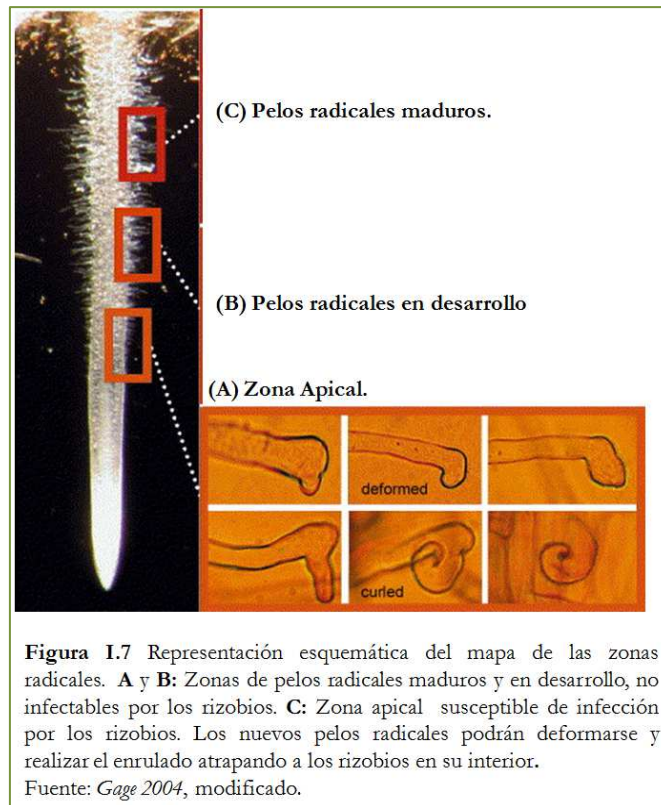 (C) Pelos radicales maduros.
(B) Pelos radicales en desarrollo
(A) Zona Apical.
deformed
curled
Figura I.7 Representación esquemática del mapa de las zonas
radicales. A y B: Zonas de pelos radicales maduros y en desarrollo, no
infectables por los rizobios. C: Zona apical susceptible de infección
por los rizobios. Los nuevos pelos radicales podrán deformarse y
realizar el enrulado atrapando a los rizobios en su interior.
Fuente: Gage 2004, modificado.